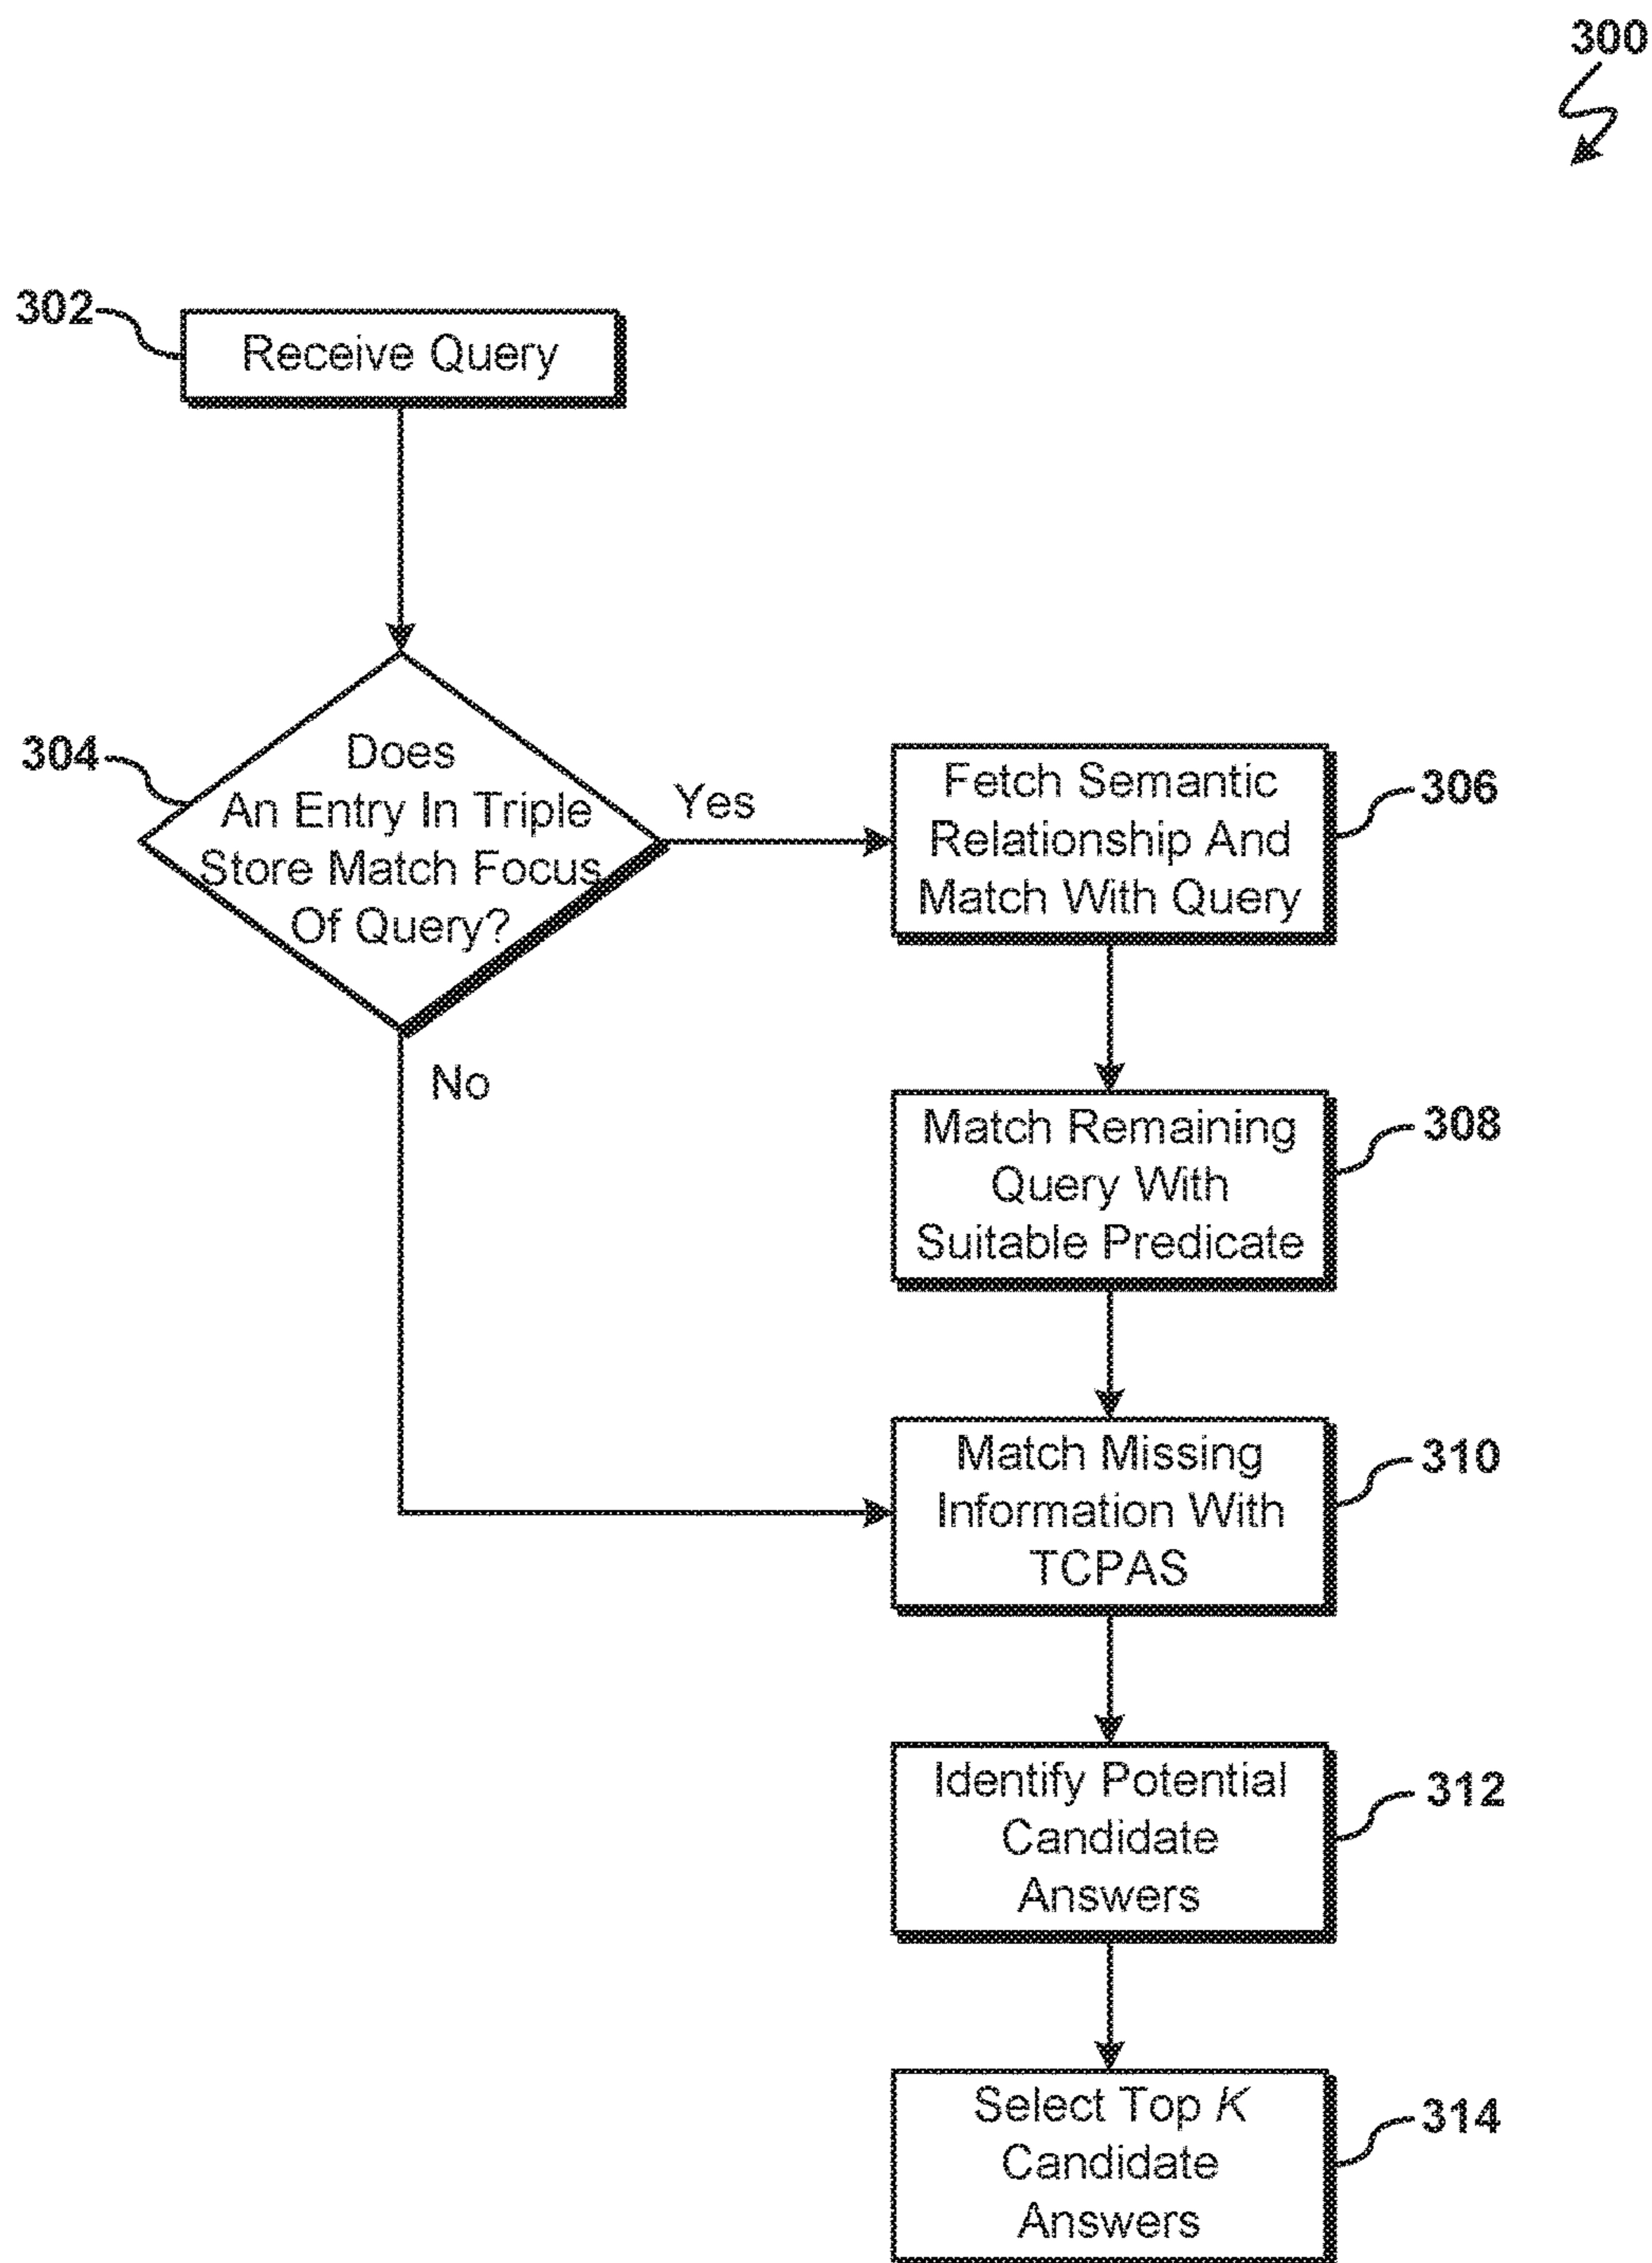 300
302
Receive Query
304
Does
An Entry In Triple
Store Match Focus
Of Query?
Yes
No
Fetch Semantic
Relationship And
Match With Query
306
Match Remaining
Query With
Suitable Predicate
308
Match Missing
Information With
TCPAS
310
Identify Potential
Candidate
Answers
312
Select Top K
Candidate
Answers
314